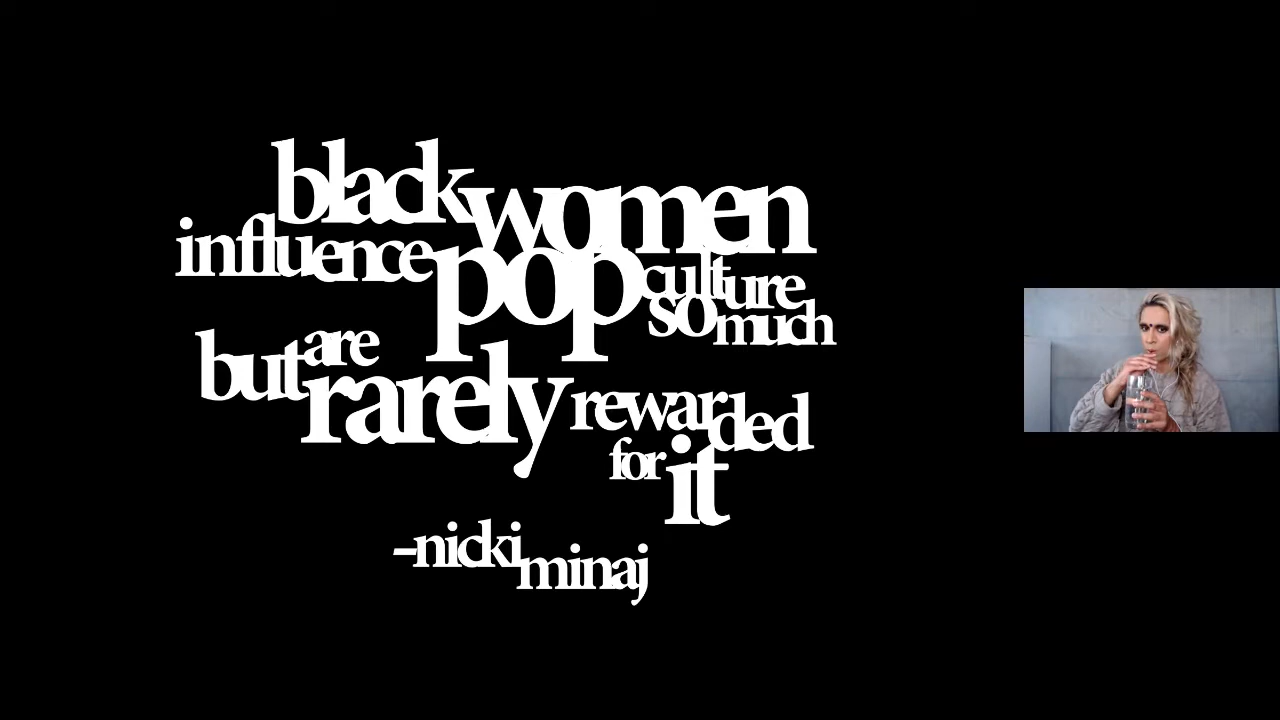 black women
influence pop culture
so much
but are
rarely rewarded
for it
–nicki minaj